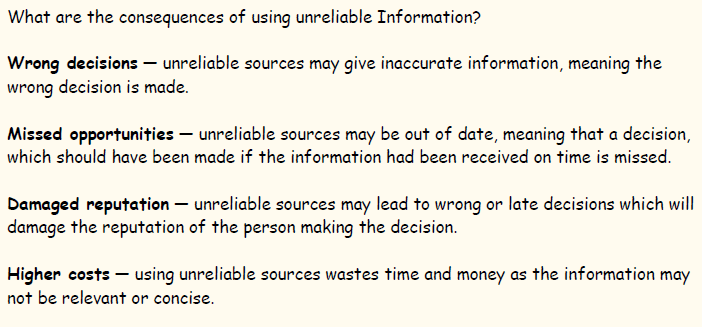 What are the consequences of using unreliable Information?
Wrong decisions — unreliable sources may give inaccurate information, meaning the
wrong decision is made.
Missed opportunities — unreliable sources may be out of date, meaning that a decision,
which should have been made if the information had been received on time is missed.
Damaged reputation — unreliable sources may lead to wrong or late decisions which will
damage the reputation of the person making the decision.
Higher costs — using unreliable sources wastes time and money as the information may
not be relevant or concise.